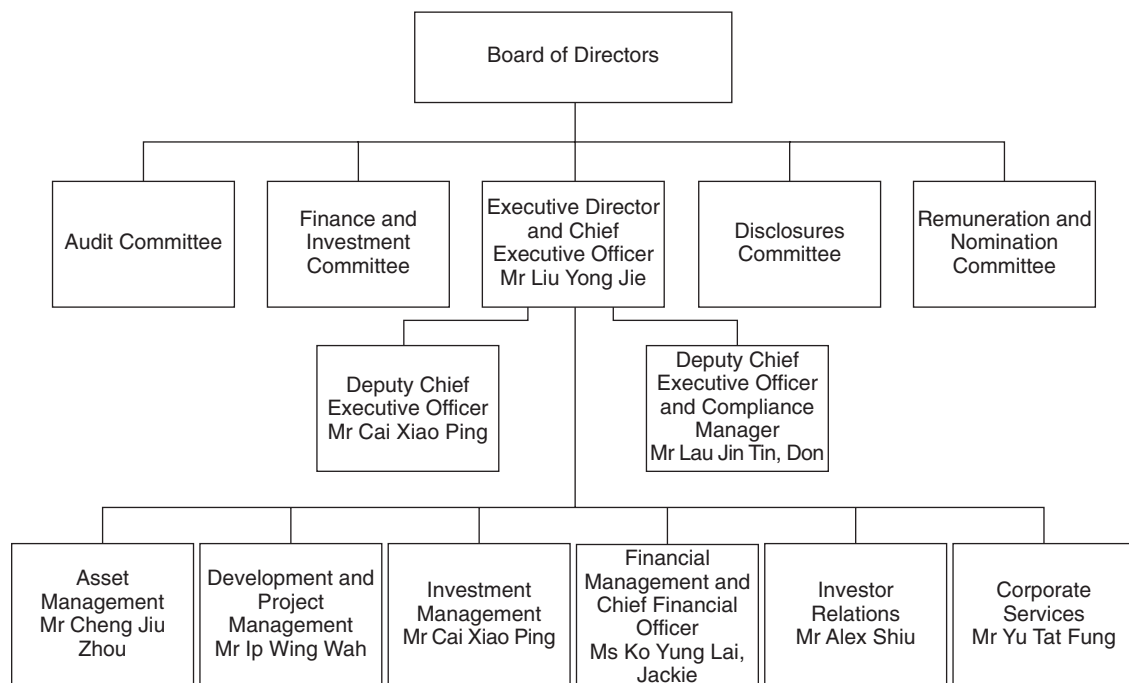 Board of Directors
Audit Committee
Finance and
Investment
Committee
Executive Director
and Chief
Executive Officer
Mr Liu Yong Jie
Disclosures
Committee
Remuneration and
Nomination
Committee
Deputy Chief
Executive Officer
Mr Cai Xiao Ping
Deputy Chief
Executive Officer
and Compliance
Manager
Mr Lau Jin Tin, Don
Asset
Management
Mr Cheng Jiu
Zhou
Development and
Project
Management
Mr Ip Wing Wah
Investment
Management
Mr Cai Xiao Ping
Financial
Management and
Chief Financial
Officer
Ms Ko Yung Lai,
Jackie
Investor
Relations
Mr Alex Shiu
Corporate
Services
Mr Yu Tat Fung